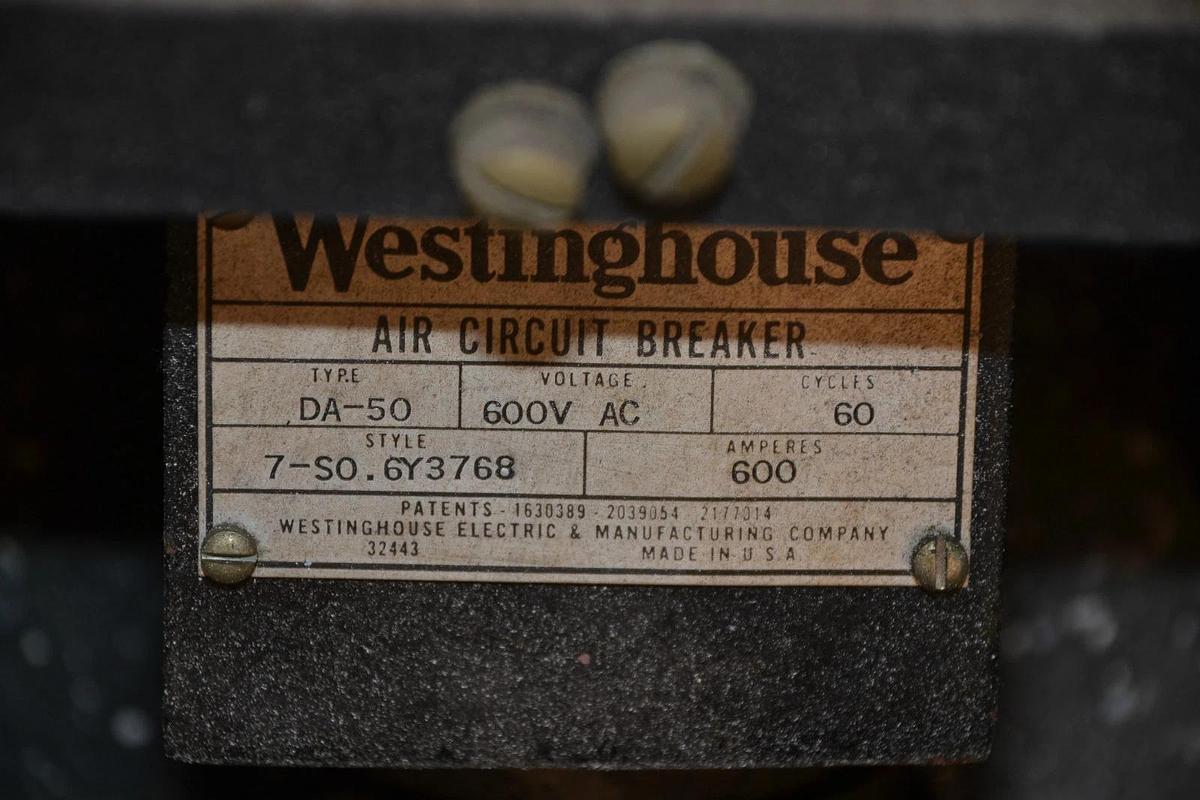 Westinghouse
AIR CIRCUIT BREAKER
TYPE VOLTAGE CYCLES
DA-50 600V AC 60
STYLE AMPERES
7-SO.6Y3768 600
PATENTS - 1630389 - 2039054 2177014
WESTINGHOUSE ELECTRIC & MANUFACTURING COMPANY
32443 MADE IN U.S.A.